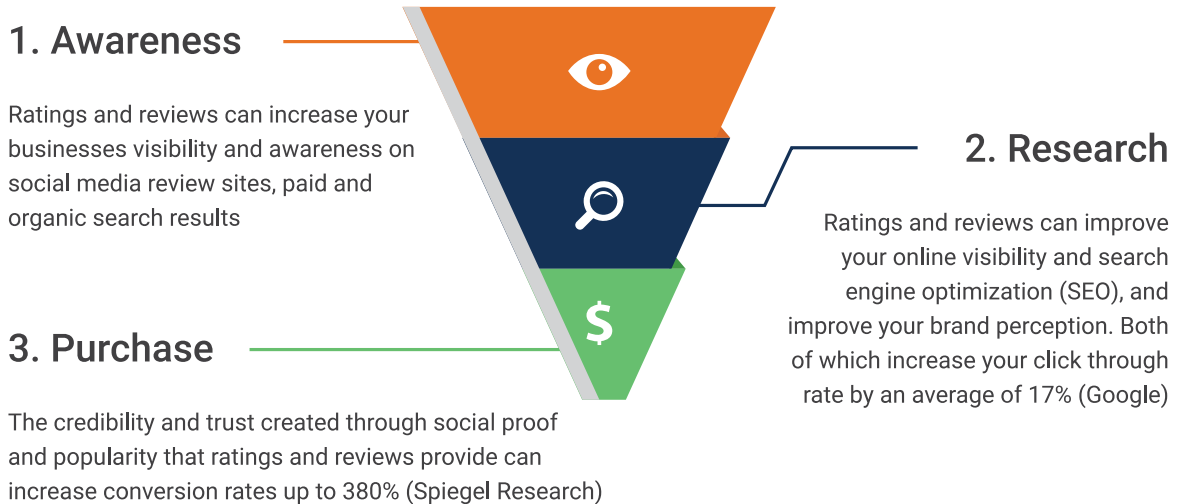 1. Awareness
Ratings and reviews can increase your
businesses visibility and awareness on
social media review sites, paid and
organic search results
2. Research
Ratings and reviews can improve
your online visibility and search
engine optimization (SEO), and
improve your brand perception. Both
of which increase your click through
rate by an average of 17% (Google)
$
3. Purchase
The credibility and trust created through social proof
and popularity that ratings and reviews provide can
increase conversion rates up to 380% (Spiegel Research)